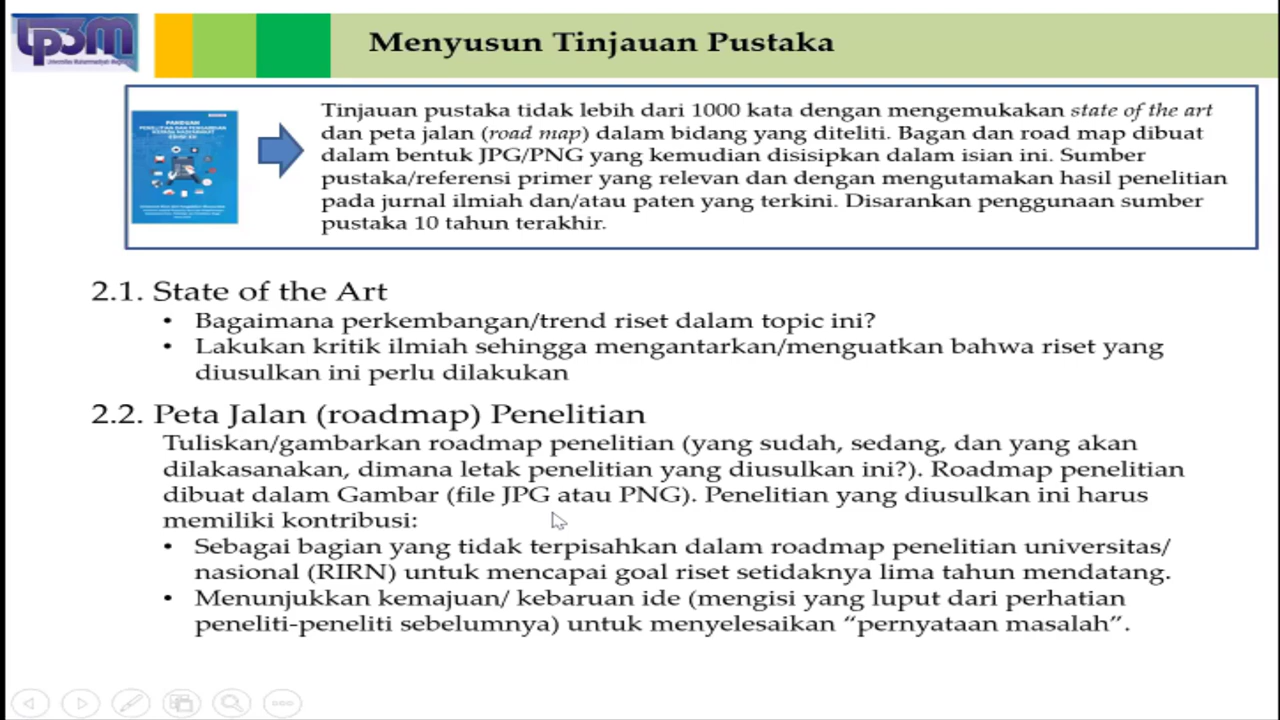 LP3M
Menyusun Tinjauan Pustaka
PANDUAN
Tinjauan pustaka tidak lebih dari 1000 kata dengan mengemukakan state of the art
dan peta jalan (road map) dalam bidang yang diteliti. Bagan dan road map dibuat
dalam bentuk JPG/PNG yang kemudian disisipkan dalam isian ini. Sumber
pustaka/referensi primer yang relevan dan dengan mengutamakan hasil penelitian
pada jurnal ilmiah dan/atau paten yang terkini. Disarankan penggunaan sumber
pustaka 10 tahun terakhir.
2.1. State of the Art
• Bagaimana perkembangan/trend riset dalam topic ini?
• Lakukan kritik ilmiah sehingga mengantarkan/menguatkan bahwa riset yang
diusulkan ini perlu dilakukan
2.2. Peta Jalan (roadmap) Penelitian
Tuliskan/gambarkan roadmap penelitian (yang sudah, sedang, dan yang akan
dilakasanakan, dimana letak penelitian yang diusulkan ini?). Roadmap penelitian
dibuat dalam Gambar (file JPG atau PNG). Penelitian yang diusulkan ini harus
memiliki kontribusi:
• Sebagai bagian yang tidak terpisahkan dalam roadmap penelitian universitas/
nasional (RIRN) untuk mencapai goal riset setidaknya lima tahun mendatang.
• Menunjukkan kemajuan/ kebaruan ide (mengisi yang luput dari perhatian
peneliti-peneliti sebelumnya) untuk menyelesaikan “pernyataan masalah”.